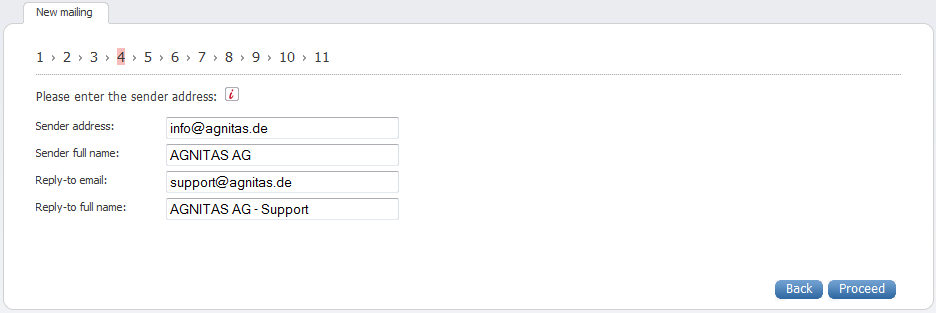 New mailing
1 › 2 › 3 › 4 › 5 › 6 › 7 › 8 › 9 › 10 › 11
Please enter the sender address: i
Sender address: info@agnitas.de
Sender full name: AGNITAS AG
Reply-to email: support@agnitas.de
Reply-to full name: AGNITAS AG - Support
Back Proceed